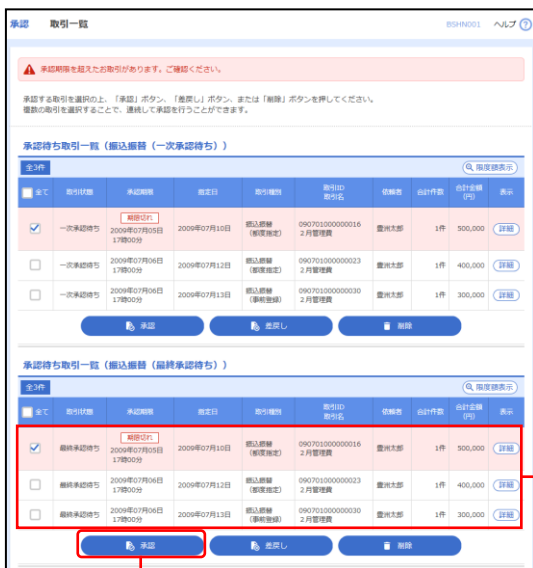 承認 取引一覧 BSHN001 ヘルプ ?
承認期限を超えたお取引があります。ご確認ください。
承認する取引を選択の上、「承認」ボタン、「差戻し」ボタン、または「削除」ボタンを押してください。
複数の取引を選択することで、連続して承認を行うことができます。
承認待ち取引一覧（振込振替（一次承認待ち））
全3件 限度額表示
全て 取引状態 承認期限 指定日 取引種別 取引ID 依頼者 合計件数 合計金額 表示
取引名 (円)
期限切れ
一次承認待ち 2009年07月05日 2009年07月10日 振込振替 090701000000016 豊洲太郎 1件 500,000 詳細
17時00分 （都度指定） 2月管理費
一次承認待ち 2009年07月06日 2009年07月12日 振込振替 090701000000023 豊洲太郎 1件 400,000 詳細
17時00分 （都度指定） 2月管理費
一次承認待ち 2009年07月06日 2009年07月13日 振込振替 090701000000030 豊洲太郎 1件 300,000 詳細
17時00分 （事前登録） 2月管理費
承認 差戻し 削除
承認待ち取引一覧（振込振替（最終承認待ち））
全3件 限度額表示
全て 取引状態 承認期限 指定日 取引種別 取引ID 依頼者 合計件数 合計金額 表示
取引名 (円)
期限切れ
最終承認待ち 2009年07月05日 2009年07月10日 振込振替 090701000000016 豊洲太郎 1件 500,000 詳細
17時00分 （都度指定） 2月管理費
最終承認待ち 2009年07月06日 2009年07月12日 振込振替 090701000000023 豊洲太郎 1件 400,000 詳細
17時00分 （都度指定） 2月管理費
最終承認待ち 2009年07月06日 2009年07月13日 振込振替 090701000000030 豊洲太郎 1件 300,000 詳細
17時00分 （事前登録） 2月管理費
承認 差戻し 削除